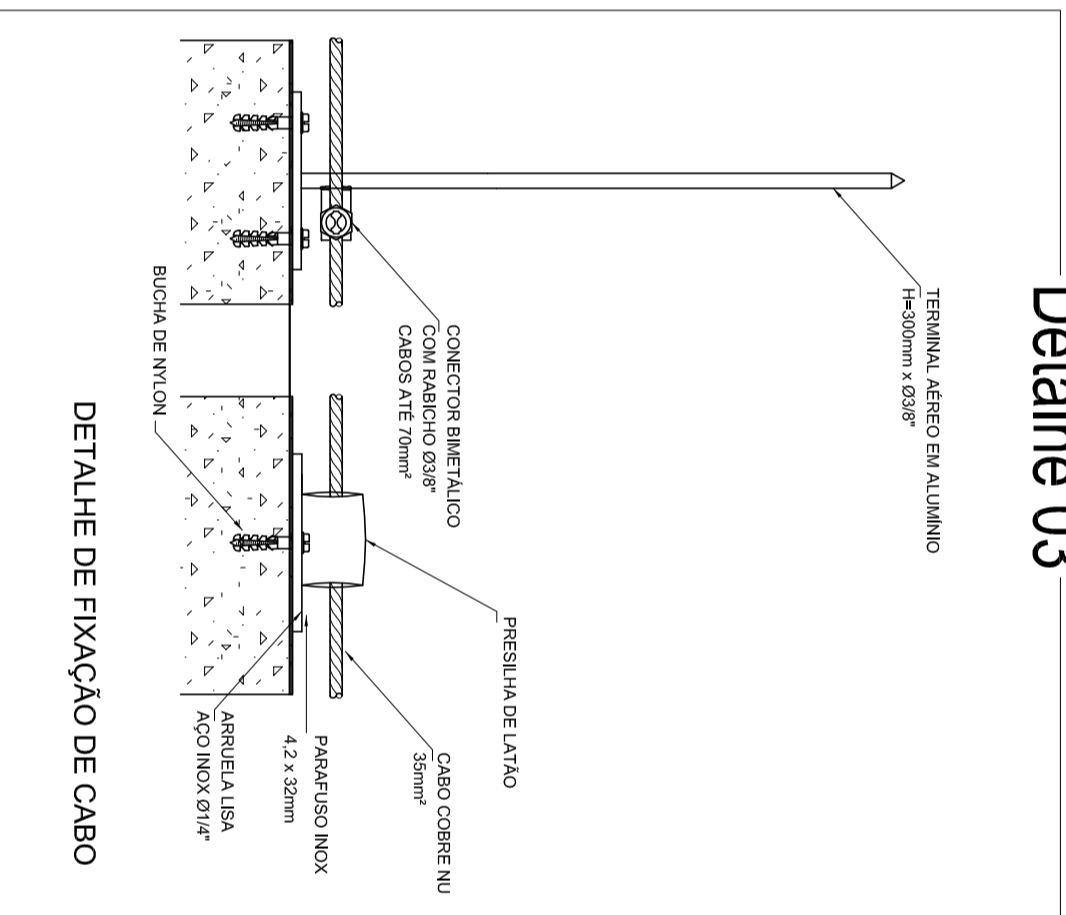 Detalhe 03
TERMINAL AÉREO EM ALUMÍNIO
H=300mm x Ø3/8"
CONECTOR BIMETÁLICO
COM RABICHO Ø3/8"
CABOS ATÉ 70mm²
PRESILHA DE LATÃO
CABO COBRE NU
35mm²
PARAFUSO INOX
4,2 x 32mm
ARRUELA LISA
AÇO INOX Ø1/4"
BUCHA DE NYLON
DETALHE DE FIXAÇÃO DE CABO